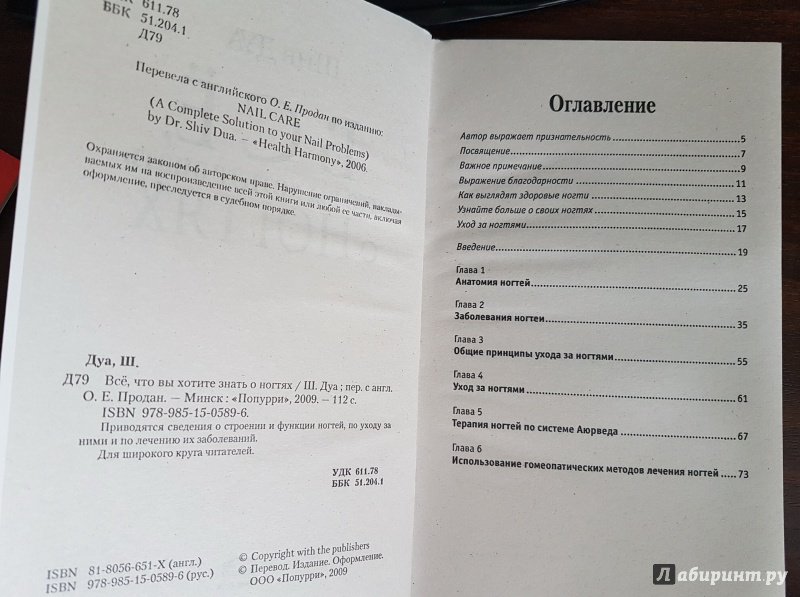 УДК 611.78
ББК 51.204.1
Д79
Перевела с английского О. Е. Продан по изданию:
NAIL CARE
(A Complete Solution to your Nail Problems)
by Dr. Shiv Dua. — «Health Harmony», 2006.
Охраняется законом об авторском праве. Нарушение ограничений, наклады-
ваемых им на воспроизведение всей этой книги или любой ее части, включая
оформление, преследуется в судебном порядке.
Дуа, Ш.
Д79 Всё, что вы хотите знать о ногтях / Ш. Дуа ; пер. с англ.
О. Е. Продан. — Минск : «Попурри», 2009. — 112 с.
ISBN 978-985-15-0589-6.
Приводятся сведения о строении и функции ногтей, по уходу за
ними и по лечению их заболеваний.
Для широкого круга читателей.
УДК 611.78
ББК 51.204.1
ISBN 81-8056-651-X (англ.)
ISBN 978-985-15-0589-6 (рус.)
© Copyright with the publishers
© Перевод. Издание. Оформление.
ООО «Попурри», 2009
Оглавление
Автор выражает признательность 5
Посвящение 7
Важное примечание 9
Выражение благодарности 11
Как выглядят здоровые ногти 13
Узнайте больше о своих ногтях 15
Уход за ногтями 17
Введение 19
Глава 1
Анатомия ногтей 25
Глава 2
Заболевания ногтей 35
Глава 3
Общие принципы ухода за ногтями 55
Глава 4
Уход за ногтями 61
Глава 5
Терапия ногтей по системе Аюрведа 67
Глава 6
Использование гомеопатических методов лечения ногтей 73
Лабиринт.ру